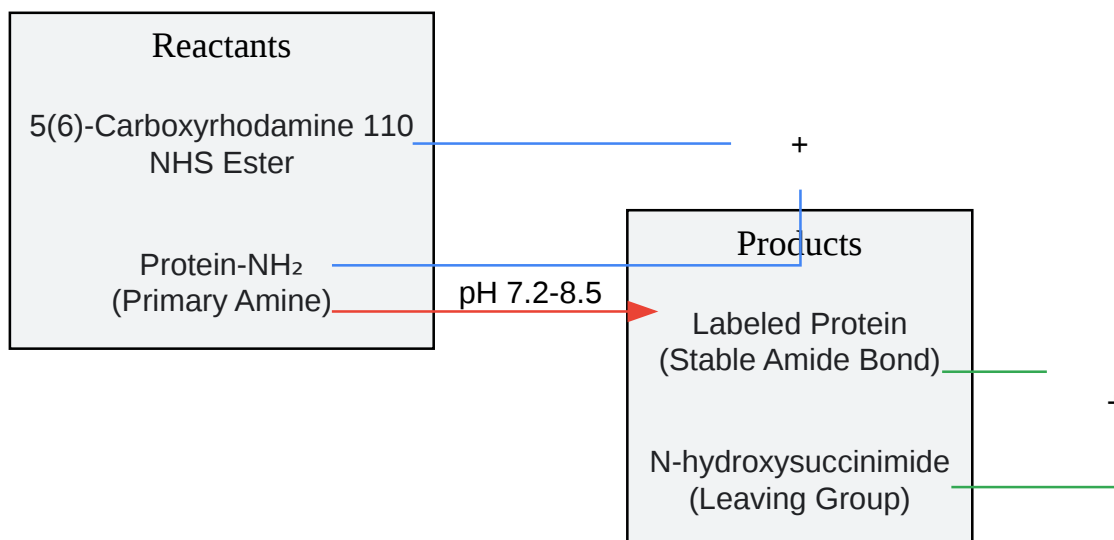 Reactants
5(6)-Carboxyrhodamine 110
NHS Ester
+
Protein-NH₂
(Primary Amine)
pH 7.2-8.5
Products
Labeled Protein
(Stable Amide Bond)
N-hydroxysuccinimide
(Leaving Group)